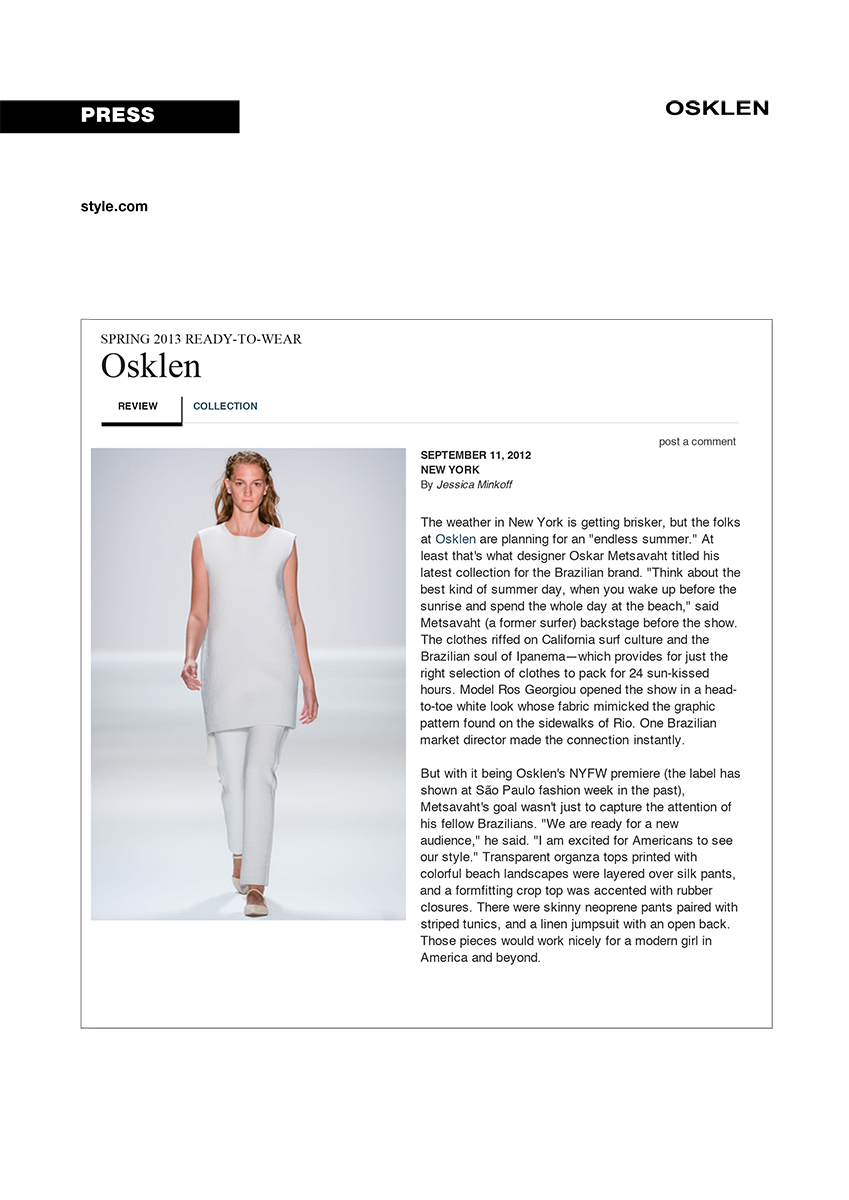 PRESS
OSKLEN
style.com
SPRING 2013 READY-TO-WEAR
Osklen
REVIEW
COLLECTION
post a comment
SEPTEMBER 11, 2012
NEW YORK
By Jessica Minkoff
The weather in New York is getting brisker, but the folks
at Osklen are planning for an "endless summer." At
least that's what designer Oskar Metsavaht titled his
latest collection for the Brazilian brand. "Think about the
best kind of summer day, when you wake up before the
sunrise and spend the whole day at the beach," said
Metsavaht (a former surfer) backstage before the show.
The clothes riffed on California surf culture and the
Brazilian soul of Ipanema—which provides for just the
right selection of clothes to pack for 24 sun-kissed
hours. Model Ros Georgiou opened the show in a head-
to-toe white look whose fabric mimicked the graphic
pattern found on the sidewalks of Rio. One Brazilian
market director made the connection instantly.
But with it being Osklen's NYFW premiere (the label has
shown at São Paulo fashion week in the past),
Metsavaht's goal wasn't just to capture the attention of
his fellow Brazilians. "We are ready for a new
audience," he said. "I am excited for Americans to see
our style." Transparent organza tops printed with
colorful beach landscapes were layered over silk pants,
and a formfitting crop top was accented with rubber
closures. There were skinny neoprene pants paired with
striped tunics, and a linen jumpsuit with an open back.
Those pieces would work nicely for a modern girl in
America and beyond.